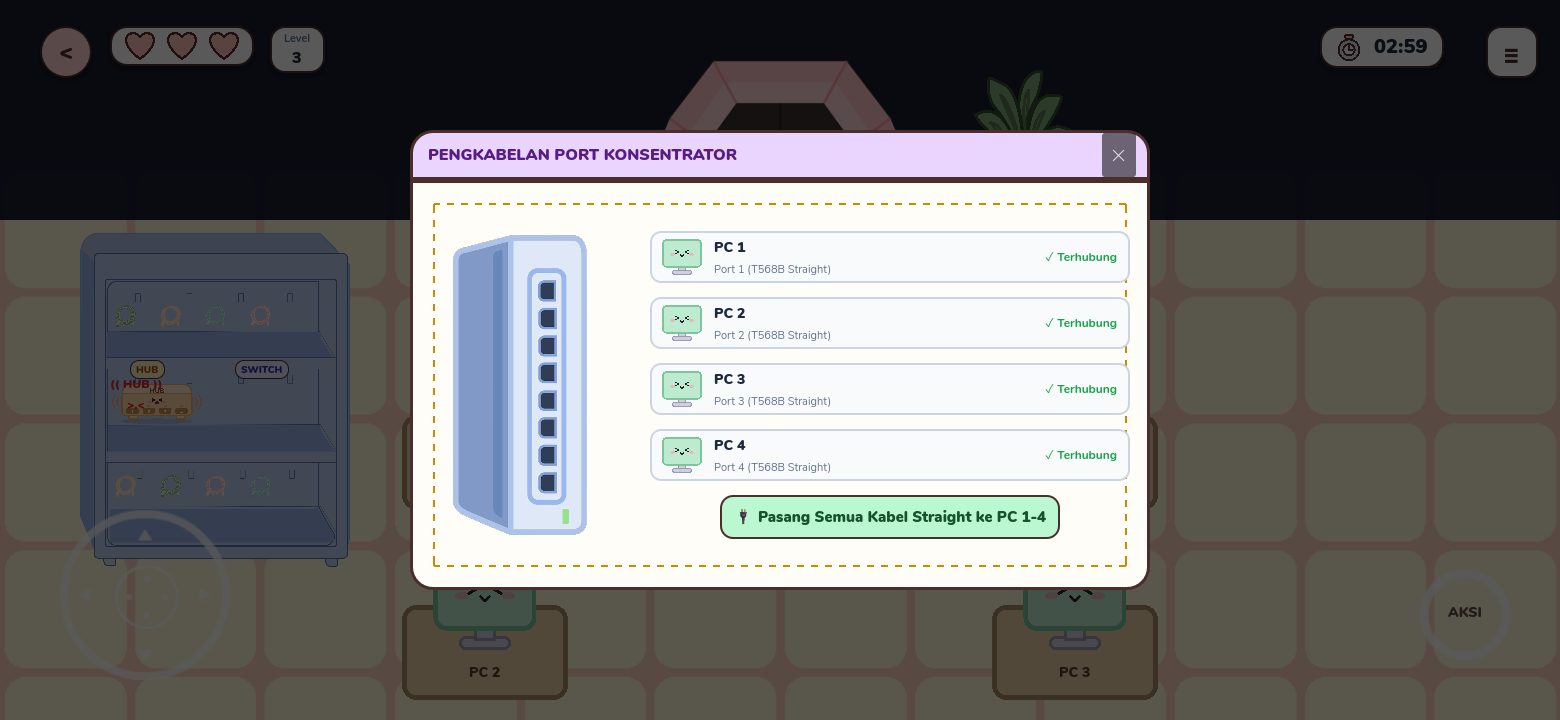 <
Level
3
02:59
PENGKABELAN PORT KONSENTRATOR
PC 1
Port 1 (T568B Straight)
✓ Terhubung
PC 2
Port 2 (T568B Straight)
✓ Terhubung
PC 3
Port 3 (T568B Straight)
✓ Terhubung
PC 4
Port 4 (T568B Straight)
✓ Terhubung
Pasang Semua Kabel Straight ke PC 1-4
HUB
SWITCH
(( HUB ))
HUB
AKSI
PC 2
PC 3